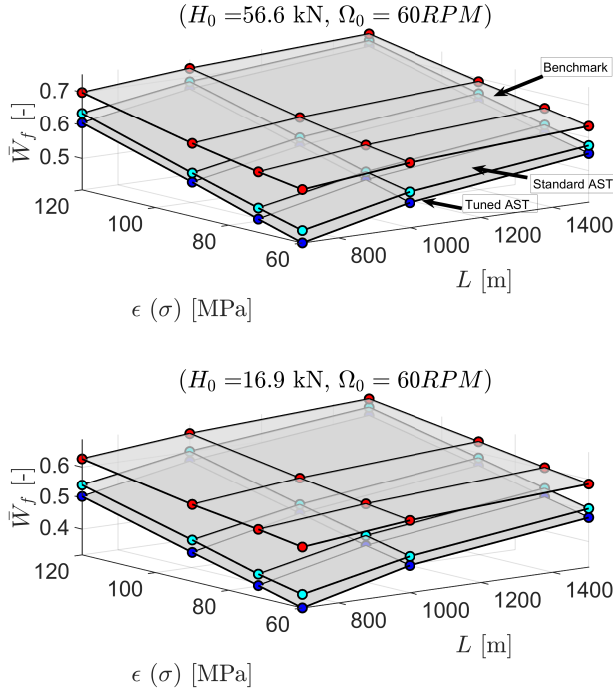 (H₀ =56.6 kN, Ω₀ = 60RPM)
Benchmark
0.7
0.6
0.5
W̄_f [-]
Standard AST
Tuned AST
120
100
80
60
800
1000
1200
1400
ϵ (σ) [MPa]
L [m]
(H₀ =16.9 kN, Ω₀ = 60RPM)
0.6
0.5
0.4
W̄_f [-]
120
100
80
60
800
1000
1200
1400
ϵ (σ) [MPa]
L [m]